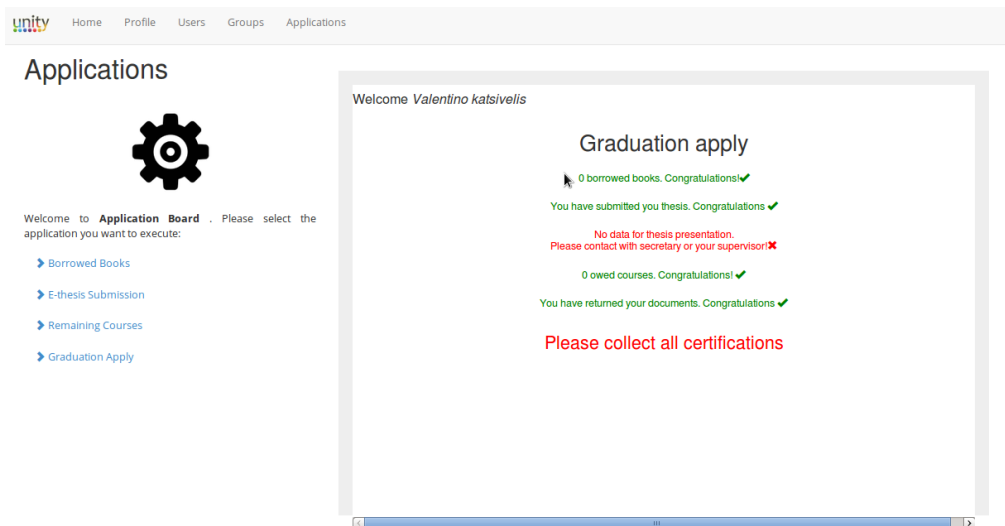 unity Home Profile Users Groups Applications
Applications
Welcome to Application Board . Please select the
application you want to execute:
Borrowed Books
E-thesis Submission
Remaining Courses
Graduation Apply
Welcome Valentino katsivelis
Graduation apply
0 borrowed books. Congratulations!
You have submitted you thesis. Congratulations
No data for thesis presentation.
Please contact with secretary or your supervisor!
0 owed courses. Congratulations!
You have returned your documents. Congratulations
Please collect all certifications